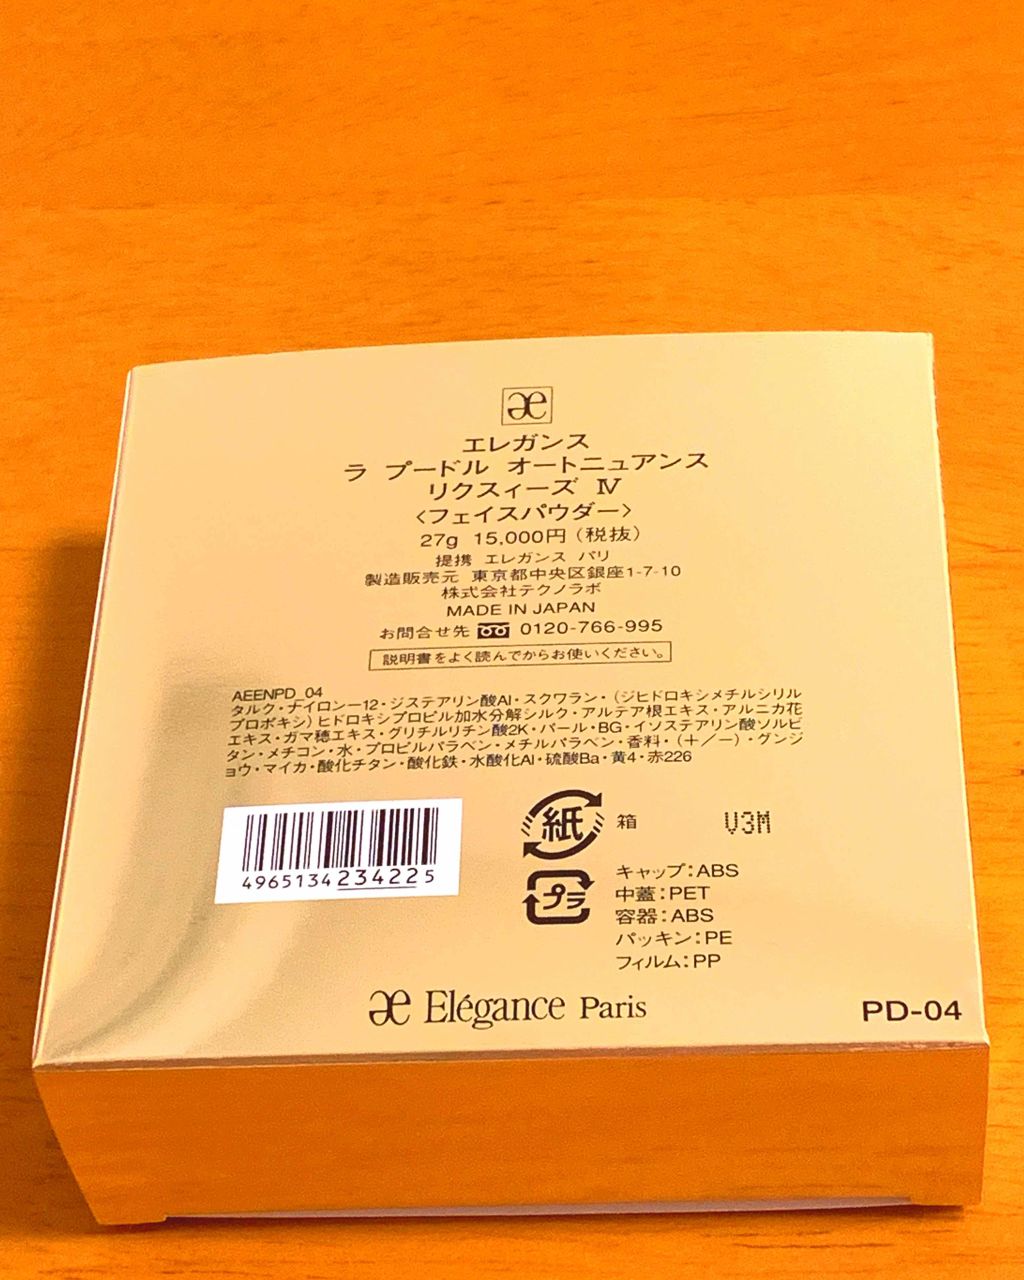 æ
エレガンス
ラ プードル オートニュアンス
リクスィーズ Ⅳ
〈フェイスパウダー〉
27g 15,000円（税抜）
提携 エレガンス パリ
製造販売元 東京都中央区銀座1-7-10
株式会社テクノラボ
MADE IN JAPAN
お問合せ先 0120-766-995
説明書をよく読んでからお使いください。
AEENPD_04
タルク・ナイロン－12・ジステアリン酸Al・スクワラン・（ジヒドロキシメチルシリル
プロポキシ）ヒドロキシプロピル加水分解シルク・アルテア根エキス・アルニカ花
エキス・ガマ穂エキス・グリチルリチン酸2K・パール・BG・イソステアリン酸ソルビ
タン・メチコン・水・プロピルパラベン・メチルパラベン・香料・（＋／－）・グンジ
ョウ・マイカ・酸化チタン・酸化鉄・水酸化Al・硫酸Ba・黄4・赤226
4965134234225
紙 箱
V3M
プラ
キャップ：ABS
中蓋：PET
容器：ABS
パッキン：PE
フィルム：PP
æ Elégance Paris
PD-04